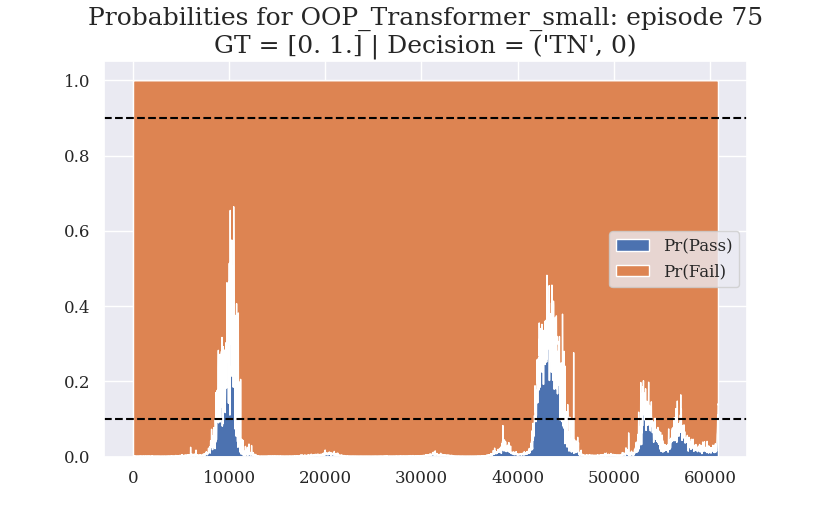 Probabilities for OOP_Transformer_small: episode 75
GT = [0. 1.] | Decision = ('TN', 0)
1.0
0.8
0.6
0.4
0.2
0.0
Pr(Pass)
Pr(Fail)
0 10000 20000 30000 40000 50000 60000